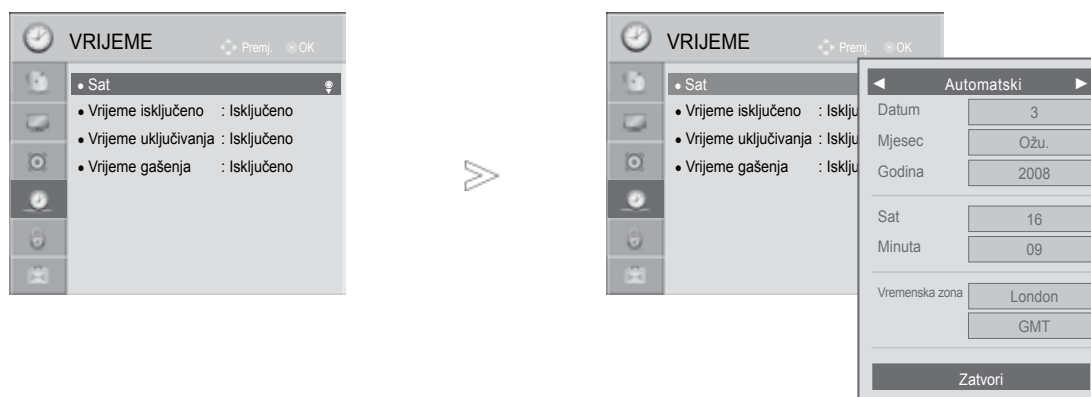 VRIJEME
Premj. OK
• Sat
• Vrijeme isključeno : Isključeno
• Vrijeme uključivanja : Isključeno
• Vrijeme gašenja : Isključeno
VRIJEME
Premj. OK
• Sat
• Vrijeme isključeno : Isklju
• Vrijeme uključivanja : Isklju
• Vrijeme gašenja : Isklju
◄ Automatski ►
Datum 3
Mjesec Ožu.
Godina 2008
Sat 16
Minuta 09
Vremenska zona London
GMT
Zatvori